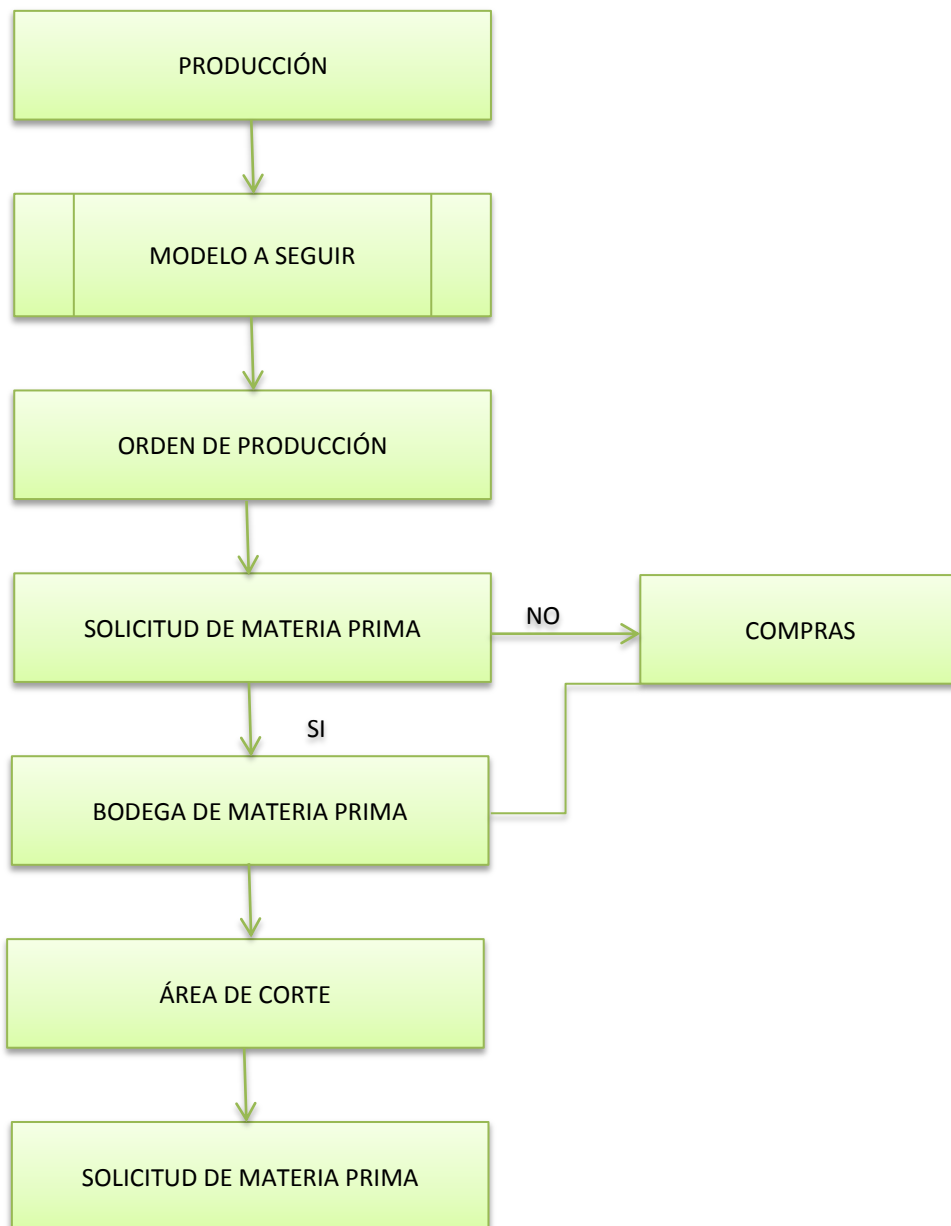 PRODUCCIÓN
MODELO A SEGUIR
ORDEN DE PRODUCCIÓN
SOLICITUD DE MATERIA PRIMA
NO
COMPRAS
SI
BODEGA DE MATERIA PRIMA
ÁREA DE CORTE
SOLICITUD DE MATERIA PRIMA